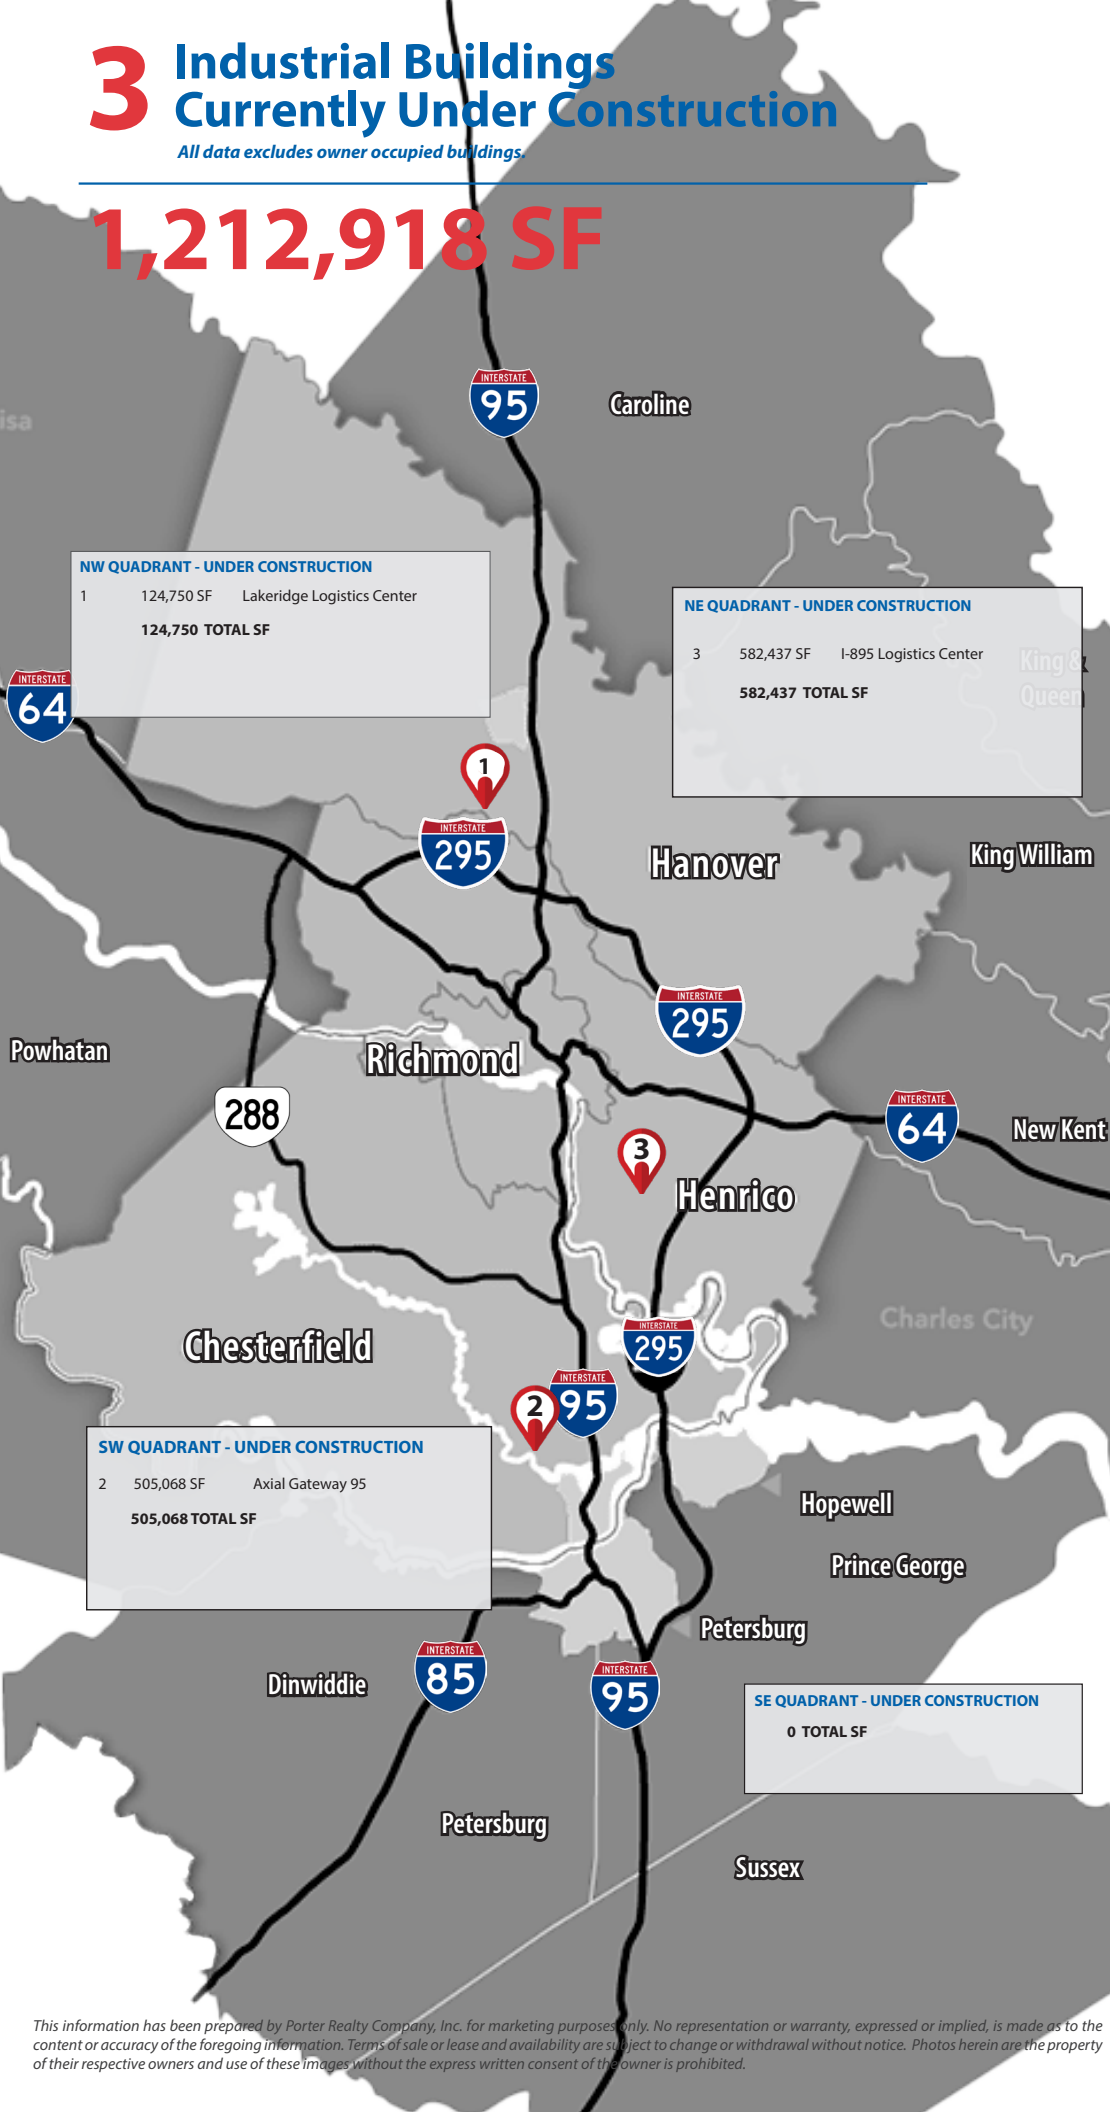 3
Industrial Buildings
Currently Under Construction
All data excludes owner occupied buildings.
1,212,918 SF
INTERSTATE
95
Caroline
isa
NW QUADRANT - UNDER CONSTRUCTION
1 124,750 SF Lakeridge Logistics Center
124,750 TOTAL SF
NE QUADRANT - UNDER CONSTRUCTION
3 582,437 SF I-895 Logistics Center
582,437 TOTAL SF
King &
Queen
INTERSTATE
64
1
INTERSTATE
295
Hanover
King William
INTERSTATE
295
Powhatan
Richmond
288
INTERSTATE
64
New Kent
3
Henrico
Charles City
Chesterfield
INTERSTATE
295
INTERSTATE
95
2
SW QUADRANT - UNDER CONSTRUCTION
2 505,068 SF Axial Gateway 95
505,068 TOTAL SF
Hopewell
Prince George
Petersburg
INTERSTATE
85
Dinwiddie
INTERSTATE
95
SE QUADRANT - UNDER CONSTRUCTION
0 TOTAL SF
Petersburg
Sussex
This information has been prepared by Porter Realty Company, Inc. for marketing purposes only. No representation or warranty, expressed or implied, is made as to the
content or accuracy of the foregoing information. Terms of sale or lease and availability are subject to change or withdrawal without notice. Photos herein are the property
of their respective owners and use of these images without the express written consent of the owner is prohibited.